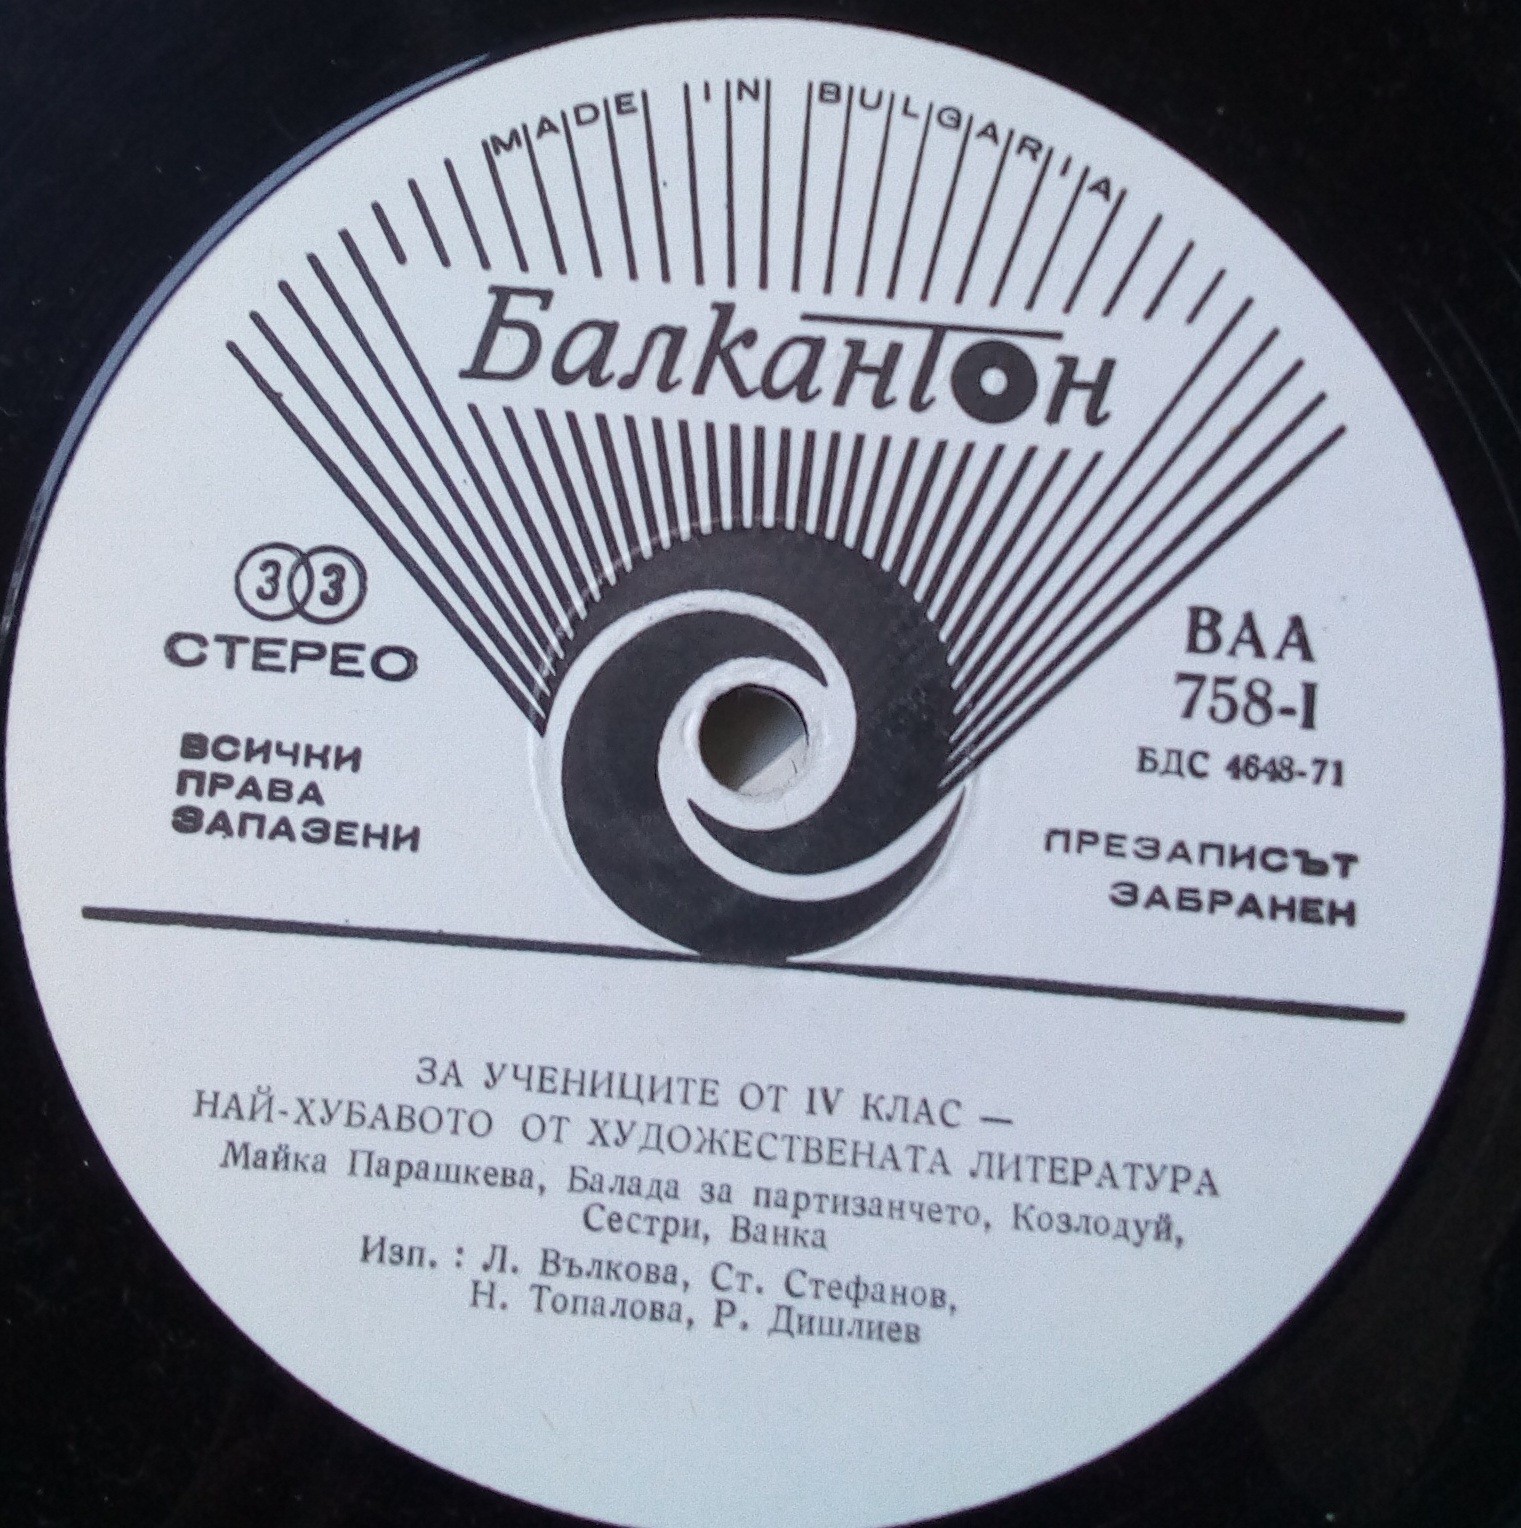 MADE IN BULGARIA
Балкантон
33
СТЕРЕО
ВСИЧКИ
ПРАВА
ЗАПАЗЕНИ
ВАА
758-I
БДС 4648-71
ПРЕЗАПИСЪТ
ЗАБРАНЕН
ЗА УЧЕНИЦИТЕ ОТ IV КЛАС —
НАЙ-ХУБАВОТО ОТ ХУДОЖЕСТВЕНАТА ЛИТЕРАТУРА
Майка Парашкева, Балада за партизанчето, Козлодуй,
Сестри, Ванка
Изп. : Л. Вълкова, Ст. Стефанов,
Н. Топалова, Р. Дишлиев